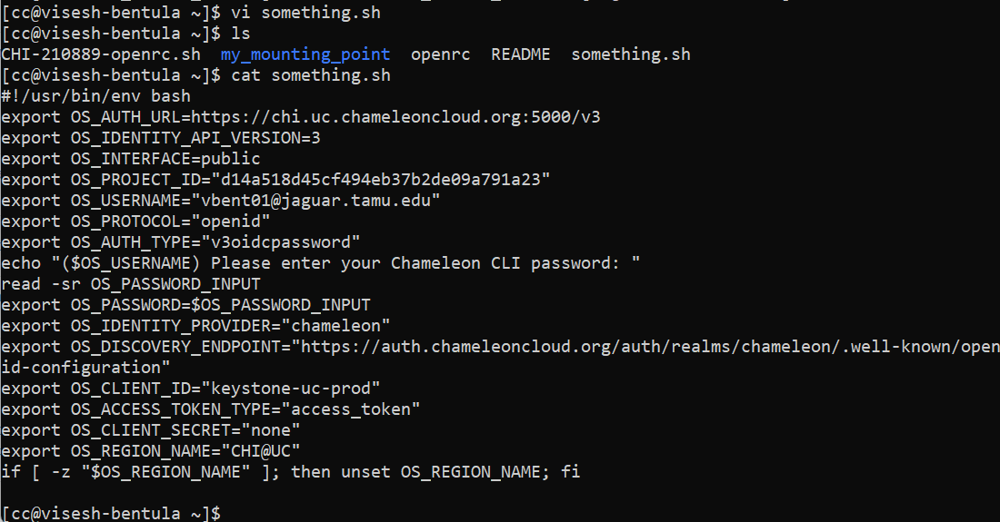 [cc@visesh-bentula ~]$ vi something.sh
[cc@visesh-bentula ~]$ ls
CHI-210889-openrc.sh  my_mounting_point  openrc  README  something.sh
[cc@visesh-bentula ~]$ cat something.sh
#!/usr/bin/env bash
export OS_AUTH_URL=https://chi.uc.chameleoncloud.org:5000/v3
export OS_IDENTITY_API_VERSION=3
export OS_INTERFACE=public
export OS_PROJECT_ID="d14a518d45cf494eb37b2de09a791a23"
export OS_USERNAME="vbent01@jaguar.tamu.edu"
export OS_PROTOCOL="openid"
export OS_AUTH_TYPE="v3oidcpassword"
echo "($OS_USERNAME) Please enter your Chameleon CLI password: "
read -sr OS_PASSWORD_INPUT
export OS_PASSWORD=$OS_PASSWORD_INPUT
export OS_IDENTITY_PROVIDER="chameleon"
export OS_DISCOVERY_ENDPOINT="https://auth.chameleoncloud.org/auth/realms/chameleon/.well-known/open
id-configuration"
export OS_CLIENT_ID="keystone-uc-prod"
export OS_ACCESS_TOKEN_TYPE="access_token"
export OS_CLIENT_SECRET="none"
export OS_REGION_NAME="CHI@UC"
if [ -z "$OS_REGION_NAME" ]; then unset OS_REGION_NAME; fi
[cc@visesh-bentula ~]$